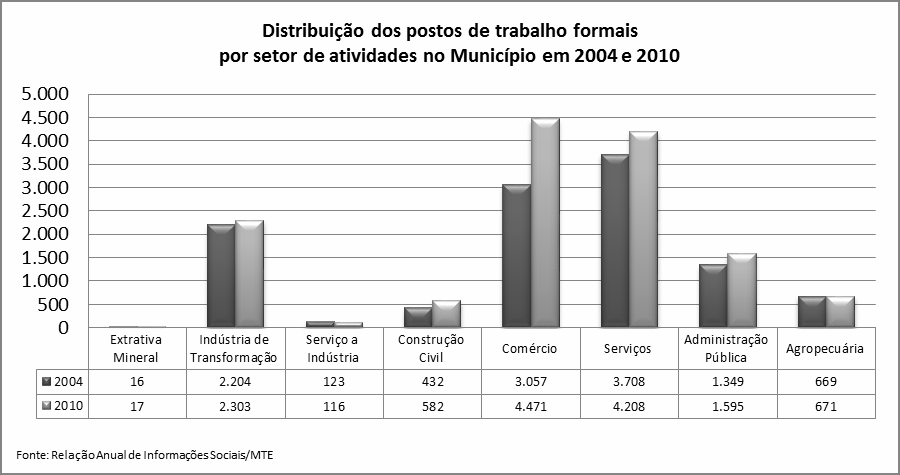 Distribuição dos postos de trabalho formais
por setor de atividades no Município em 2004 e 2010
5.000
4.500
4.000
3.500
3.000
2.500
2.000
1.500
1.000
500
0
Extrativa Mineral Indústria de Transformação Serviço a Indústria Construção Civil Comércio Serviços Administração Pública Agropecuária
2004 16 2.204 123 432 3.057 3.708 1.349 669
2010 17 2.303 116 582 4.471 4.208 1.595 671
Fonte: Relação Anual de Informações Sociais/MTE